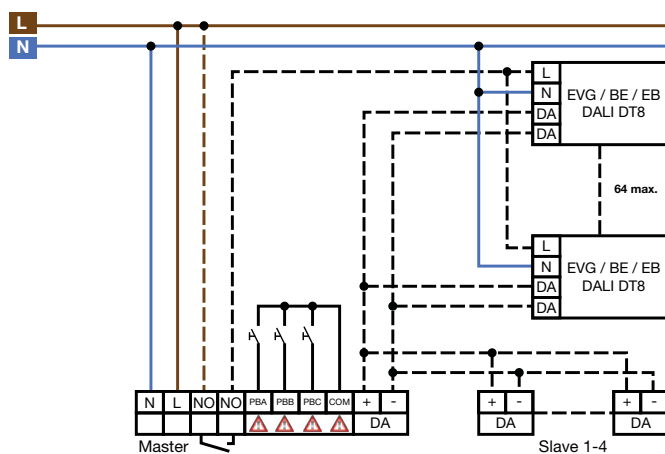 L
N
L
N
DA
DA
EVG / BE / EB
DALI DT8
64 max.
L
N
DA
DA
EVG / BE / EB
DALI DT8
N L NO NO PBA PBB PBC COM + -
DA
+ -
DA
+ -
DA
Master
Slave 1-4